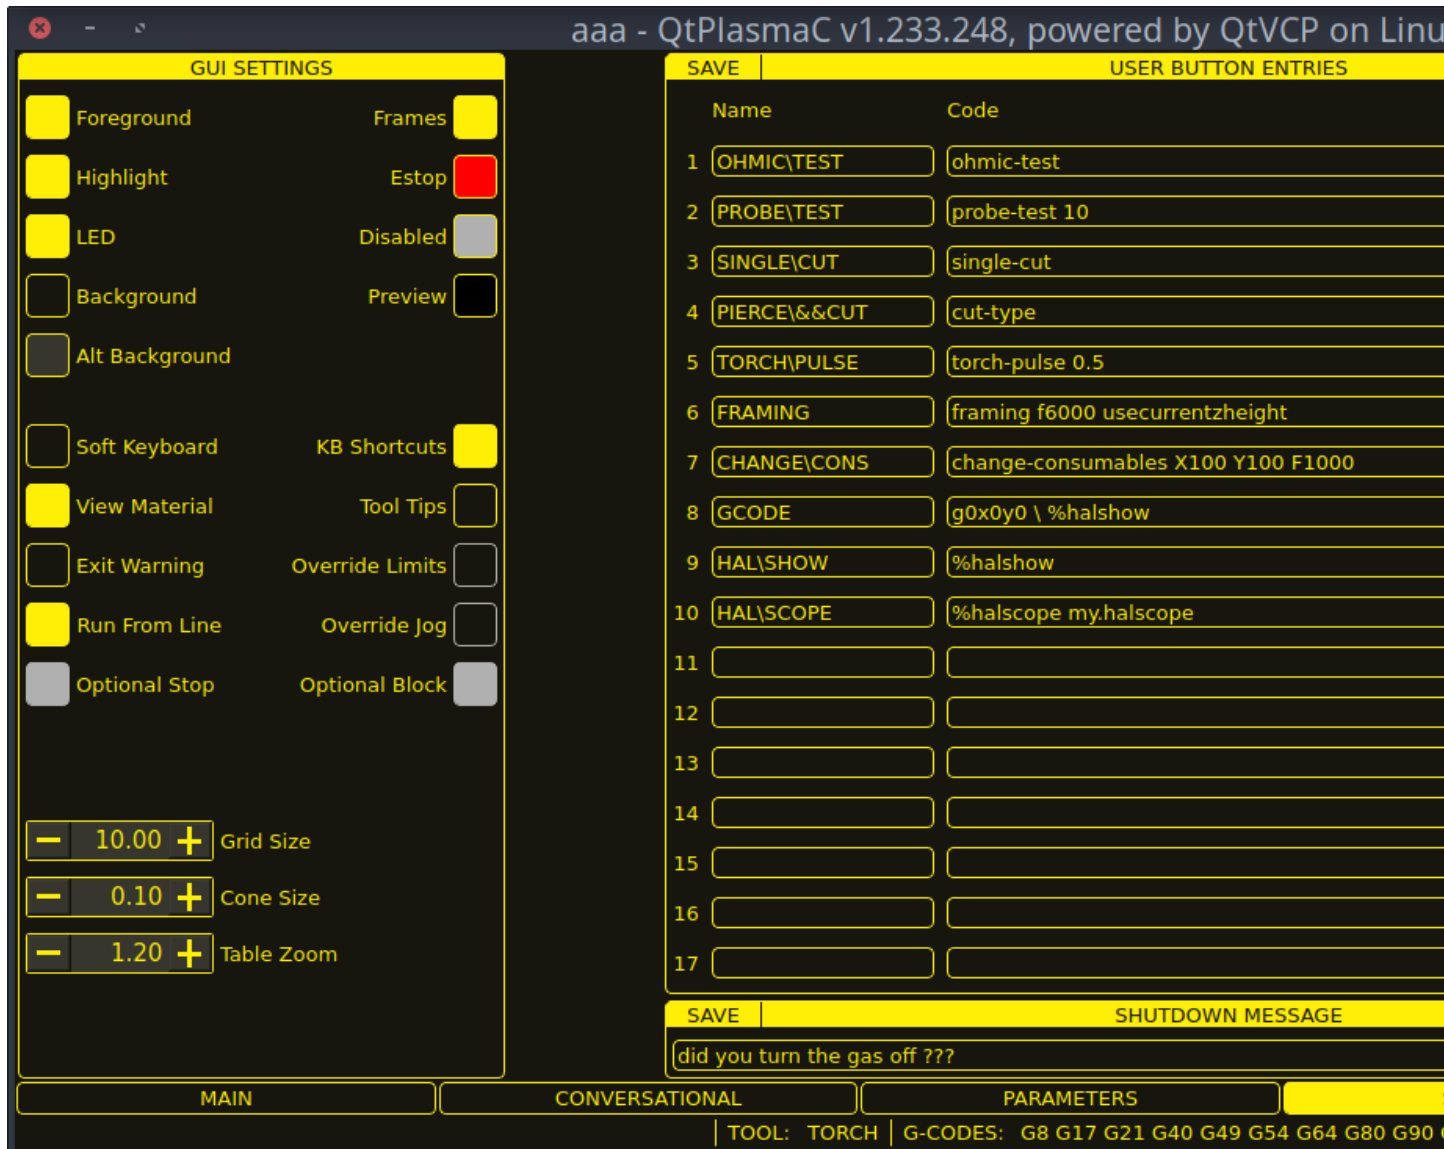 aaa - QtPlasmaC v1.233.248, powered by QtVCP on Linu
GUI SETTINGS
Foreground Frames
Highlight Estop
LED Disabled
Background Preview
Alt Background
Soft Keyboard KB Shortcuts
View Material Tool Tips
Exit Warning Override Limits
Run From Line Override Jog
Optional Stop Optional Block
10.00 Grid Size
0.10 Cone Size
1.20 Table Zoom
SAVE USER BUTTON ENTRIES
Name Code
1 OHMIC\TEST ohmic-test
2 PROBE\TEST probe-test 10
3 SINGLE\CUT single-cut
4 PIERCE\&&CUT cut-type
5 TORCH\PULSE torch-pulse 0.5
6 FRAMING framing f6000 usecurrentzheight
7 CHANGE\CONS change-consumables X100 Y100 F1000
8 GCODE g0x0y0 \ %halshow
9 HAL\SHOW %halshow
10 HAL\SCOPE %halscope my.halscope
11
12
13
14
15
16
17
SAVE SHUTDOWN MESSAGE
did you turn the gas off ???
MAIN CONVERSATIONAL PARAMETERS
TOOL: TORCH G-CODES: G8 G17 G21 G40 G49 G54 G64 G80 G90